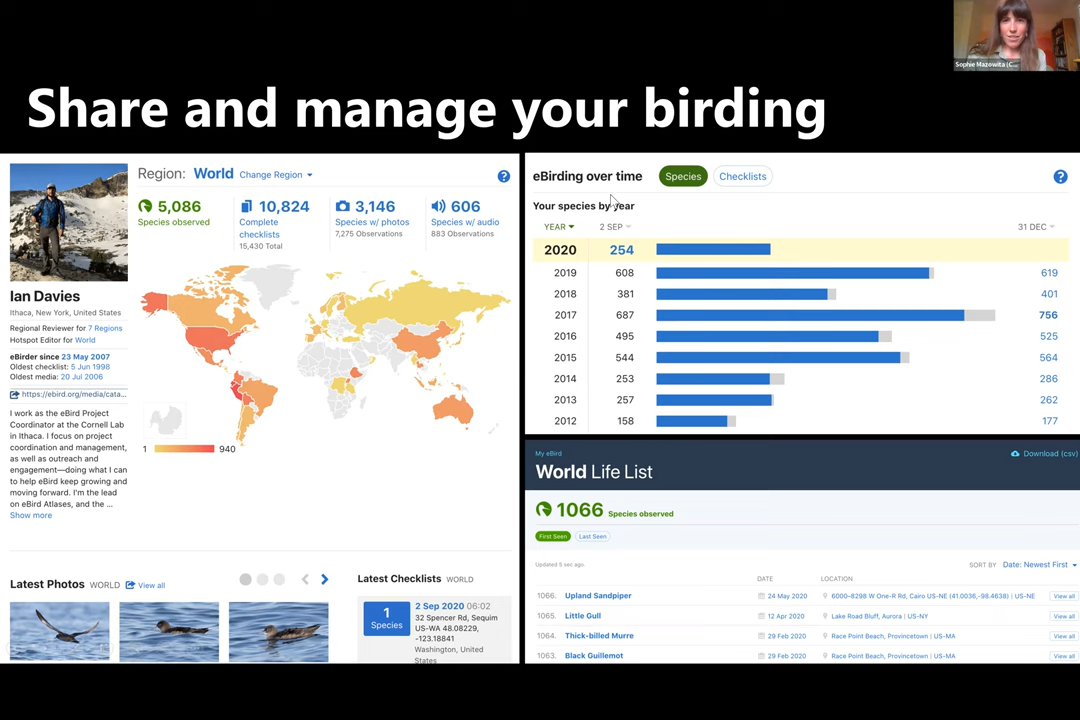 Sophie Mazowita (C...
Share and manage your birding
Region: World Change Region
5,086
Species observed
10,824
Complete
checklists
15,430 Total
3,146
Species w/ photos
7,275 Observations
606
Species w/ audio
883 Observations
Ian Davies
Ithaca, New York, United States
Regional Reviewer for 7 Regions
Hotspot Editor for World
eBirder since 23 May 2007
Oldest checklist: 5 Jun 1998
Oldest media: 20 Jul 2006
https://ebird.org/media/cata...
I work as the eBird Project
Coordinator at the Cornell Lab
in Ithaca. I focus on project
coordination and management,
as well as outreach and
engagement—doing what I can
to help eBird keep growing and
moving forward. I'm the lead
on eBird Atlases, and the ...
Show more
1 940
Latest Photos WORLD View all
Latest Checklists WORLD
1
Species
2 Sep 2020 06:02
32 Spencer Rd, Sequim
US-WA 48.08229,
-123.18841
Washington, United
States
eBirding over time Species Checklists
Your species by year
YEAR 2 SEP 31 DEC
2020 254
2019 608 619
2018 381 401
2017 687 756
2016 495 525
2015 544 564
2014 253 286
2013 257 262
2012 158 177
My eBird
World Life List
Download (csv)
1066 Species observed
First Seen Last Seen
Updated 5 sec ago.
SORT BY Date: Newest First
DATE LOCATION
1066. Upland Sandpiper 24 May 2020 6000–8298 W One-R Rd, Cairo US-NE (41.0036,-98.4638) | US-NE View all
1065. Little Gull 12 Apr 2020 Lake Road Bluff, Aurora | US-NY View all
1064. Thick-billed Murre 29 Feb 2020 Race Point Beach, Provincetown | US-MA View all
1063. Black Guillemot 29 Feb 2020 Race Point Beach, Provincetown | US-MA View all